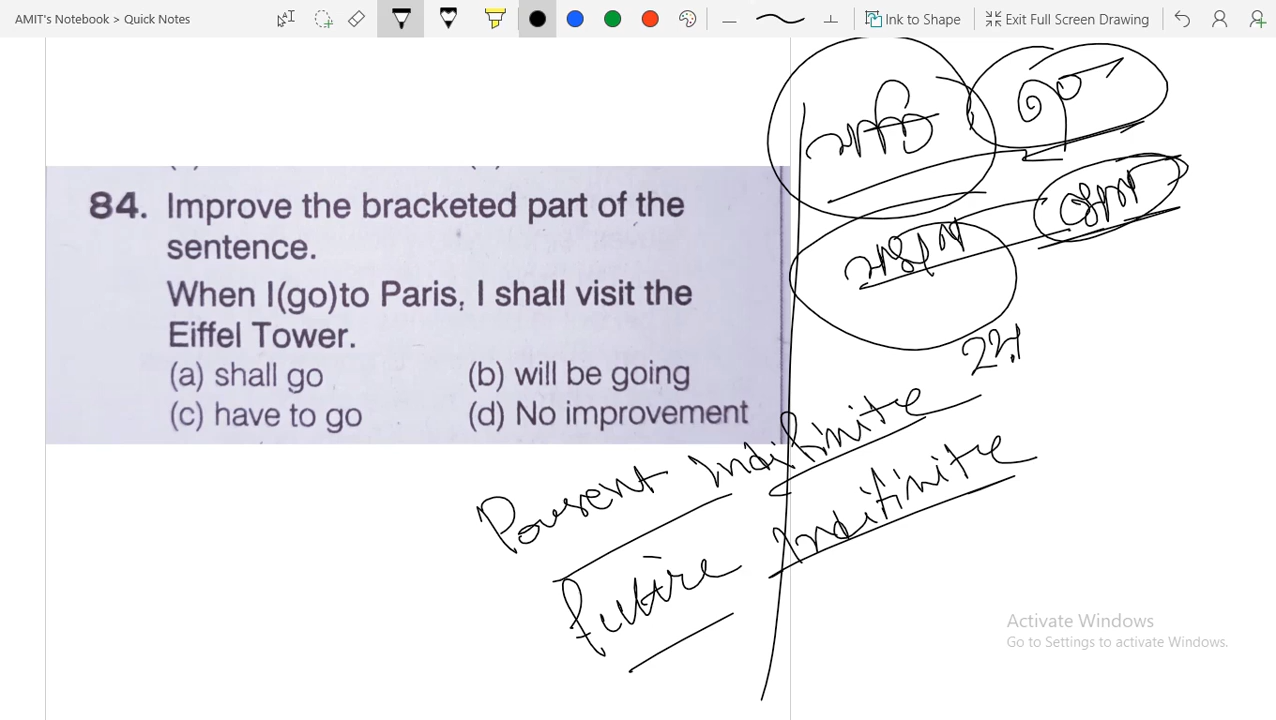 AMIT's Notebook > Quick Notes
Ink to Shape
Exit Full Screen Drawing
84. Improve the bracketed part of the
sentence.
When I(go)to Paris, I shall visit the
Eiffel Tower.
(a) shall go (b) will be going
(c) have to go (d) No improvement
Present Indifinite
future Indifinite
Activate Windows
Go to Settings to activate Windows.